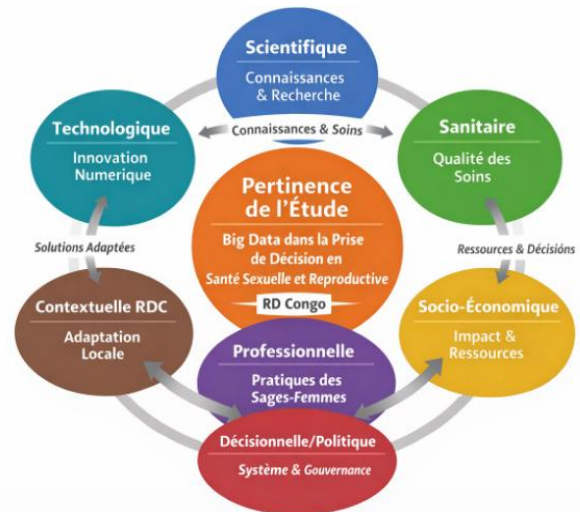 Scientifique
Connaissances
& Recherche
Technologique
Innovation
Numerique
Connaissances & Soins
Sanitaire
Qualité des
Soins
Pertinence
de l'Étude
Big Data dans la Prise
de Décision en
Santé Sexuelle et Reproductive
RD Congo
Solutions Adaptées
Ressources & Décisións
Contextuelle RDC
Adaptation
Locale
Socio-Économique
Impact &
Ressources
Professionnelle
Pratiques des
Sages-Femmes
Décisionnelle/Politique
Système & Gouvernance